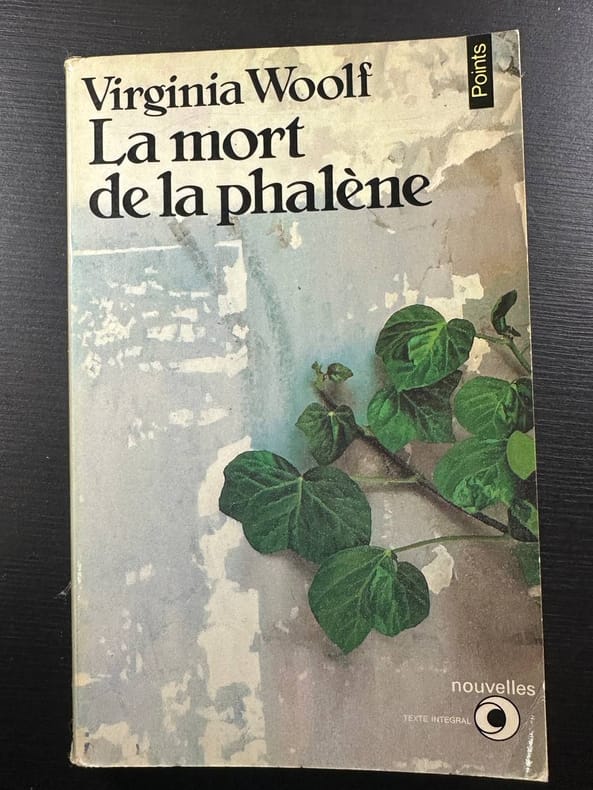 Points
Virginia Woolf
La mort
de la phalène
nouvelles
TEXTE INTEGRAL